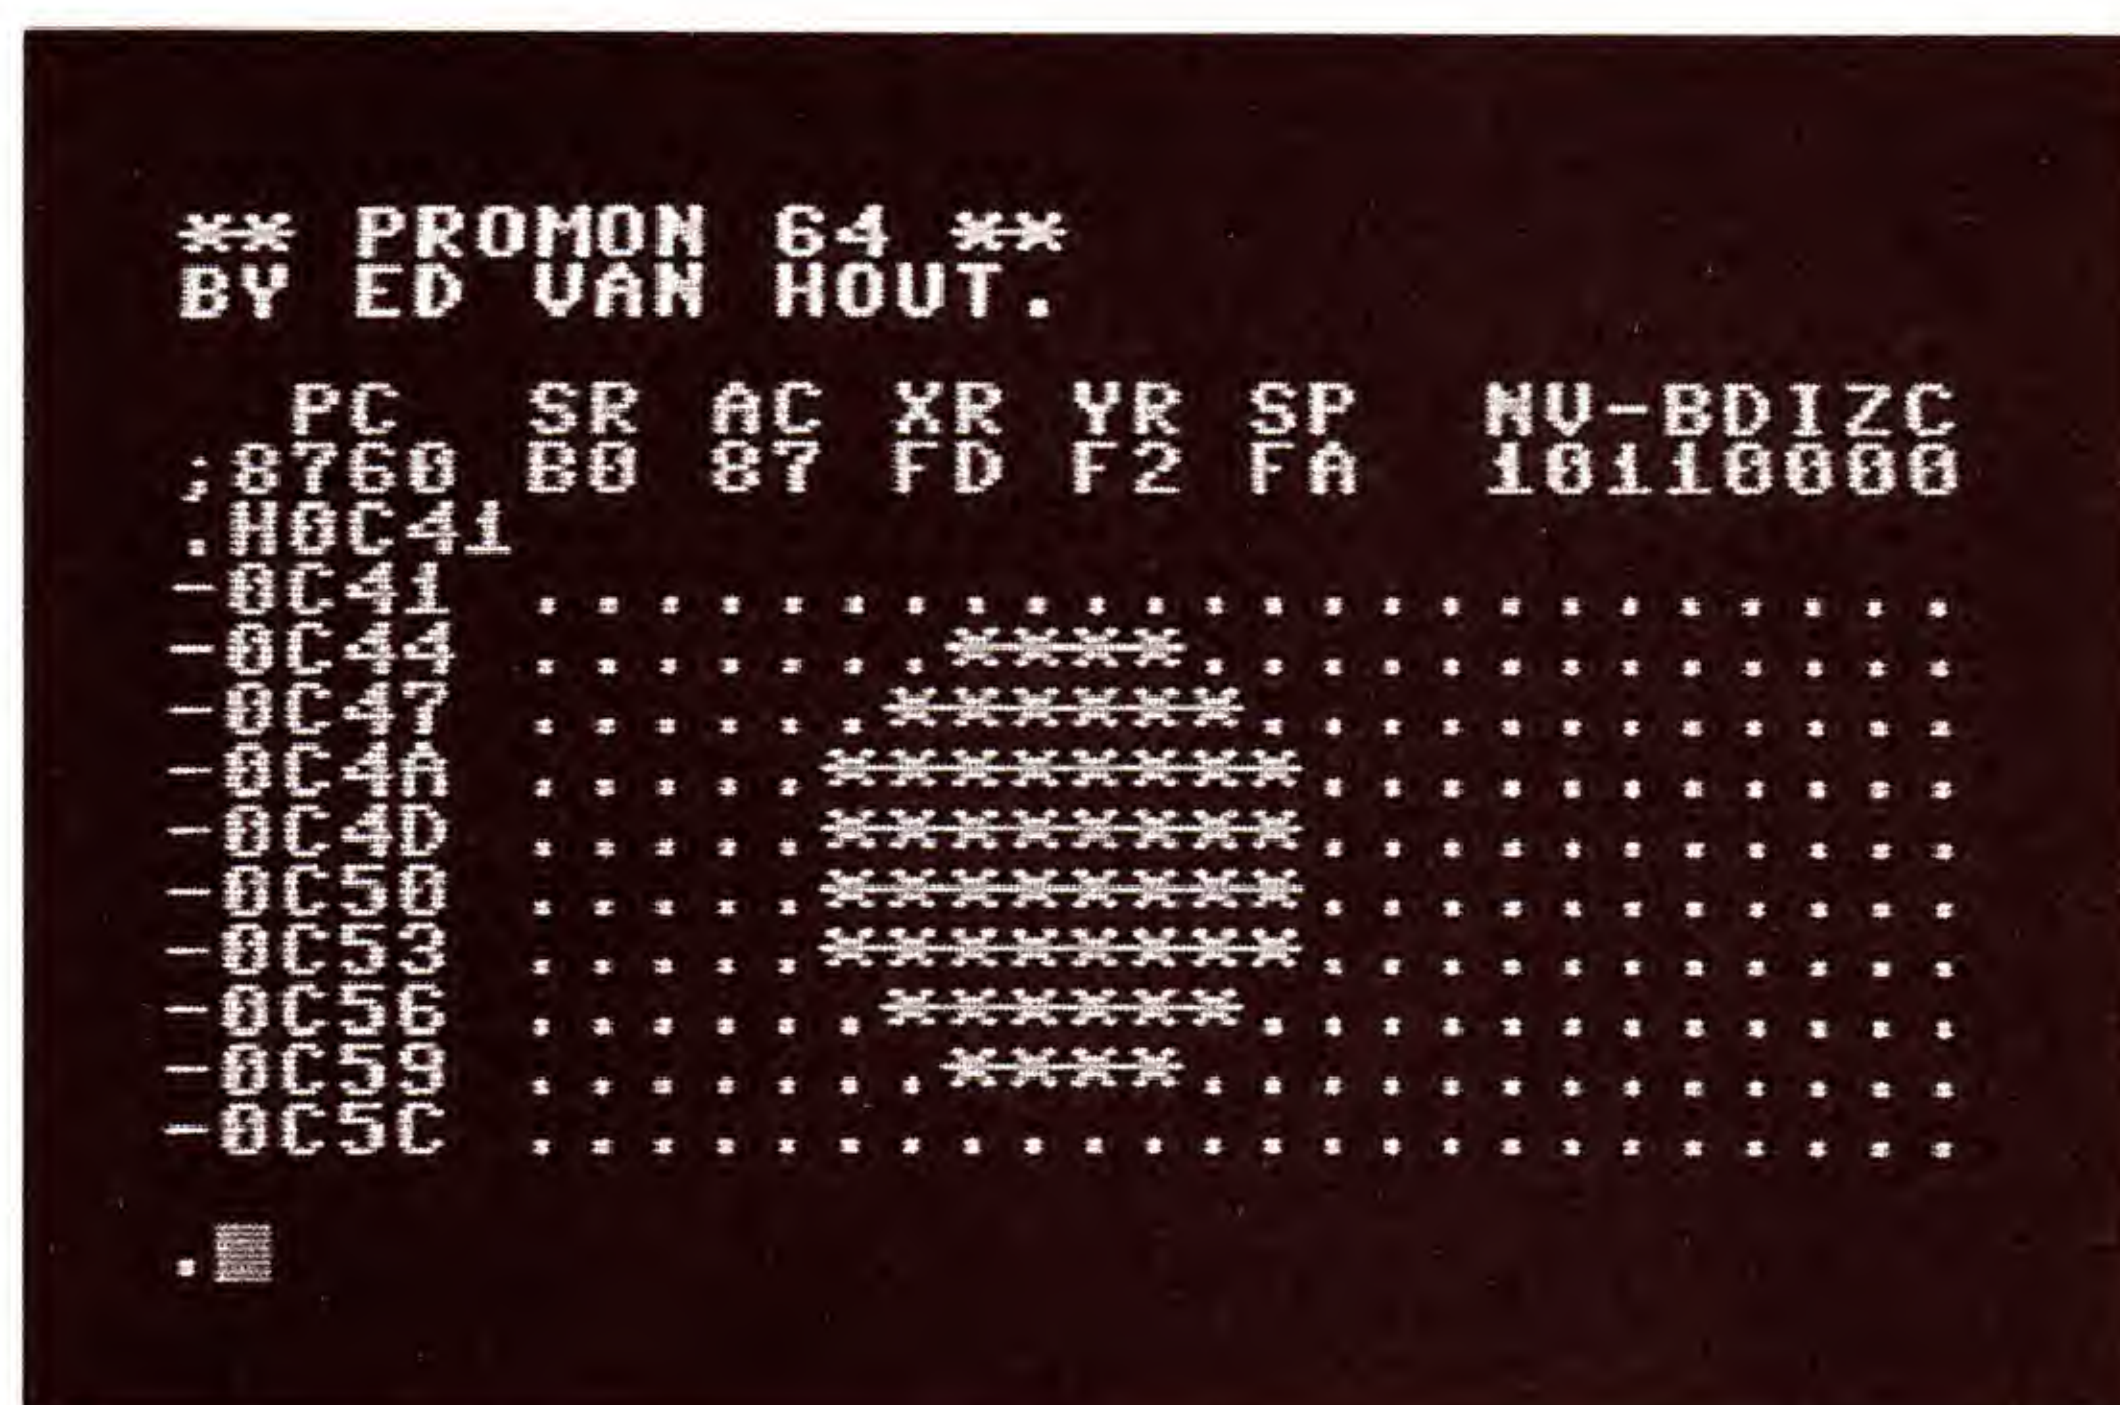 ** PROMON 64 **
BY ED VAN HOUT.
PC SR AC XR YR SP NV-BDIZC
;8760 B0 87 FD F2 FA 10110000
.H0C41
-0C41 ........................
-0C44 .......****.............
-0C47 ......******............
-0C4A .....********...........
-0C4D .....********...........
-0C50 .....********...........
-0C53 .....********...........
-0C56 ......******............
-0C59 .......****.............
-0C5C ........................
.